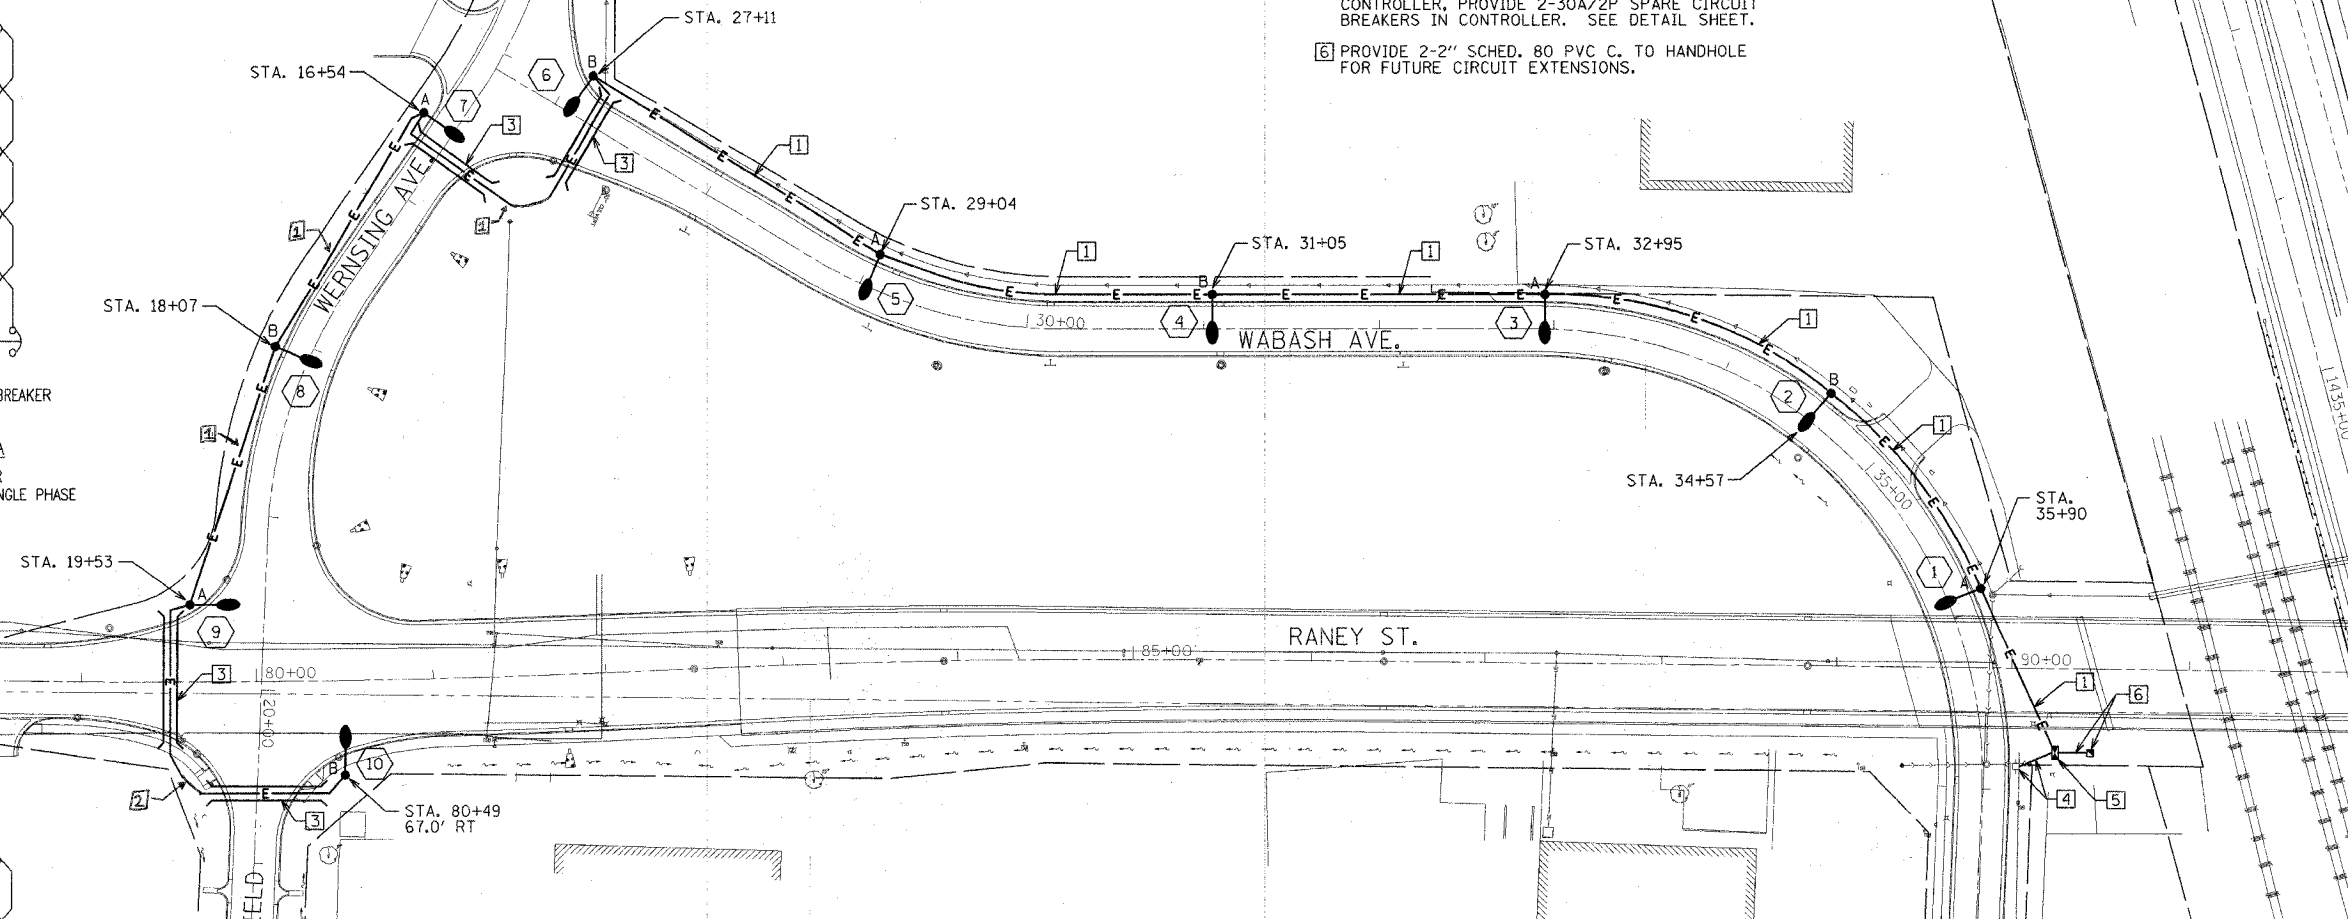 CONTROLLER, PROVIDE 2-30A/2P SPARE CIRCUIT
BREAKERS IN CONTROLLER. SEE DETAIL SHEET.
6 PROVIDE 2-2" SCHED. 80 PVC C. TO HANDHOLE
FOR FUTURE CIRCUIT EXTENSIONS.
STA. 27+11
STA. 16+54
B
6
A
7
3
3
1
1
1
WERNSING AVE.
STA. 29+04
A
5
1
STA. 31+05
B
4
1
STA. 32+95
A
3
30+00
WABASH AVE.
1
STA. 18+07
B
8
1
BREAKER
NGLE PHASE
B
2
1
STA. 34+57
35+00
1435+00
STA.
35+90
1
A
STA. 19+53
A
9
3
RANEY ST.
80+00
85+00
90+00
20+00
1
6
4
5
B
10
2
3
STA. 80+49
67.0' RT
E E E E E E E E E E E E E E E E E E E E E E E E E E E E